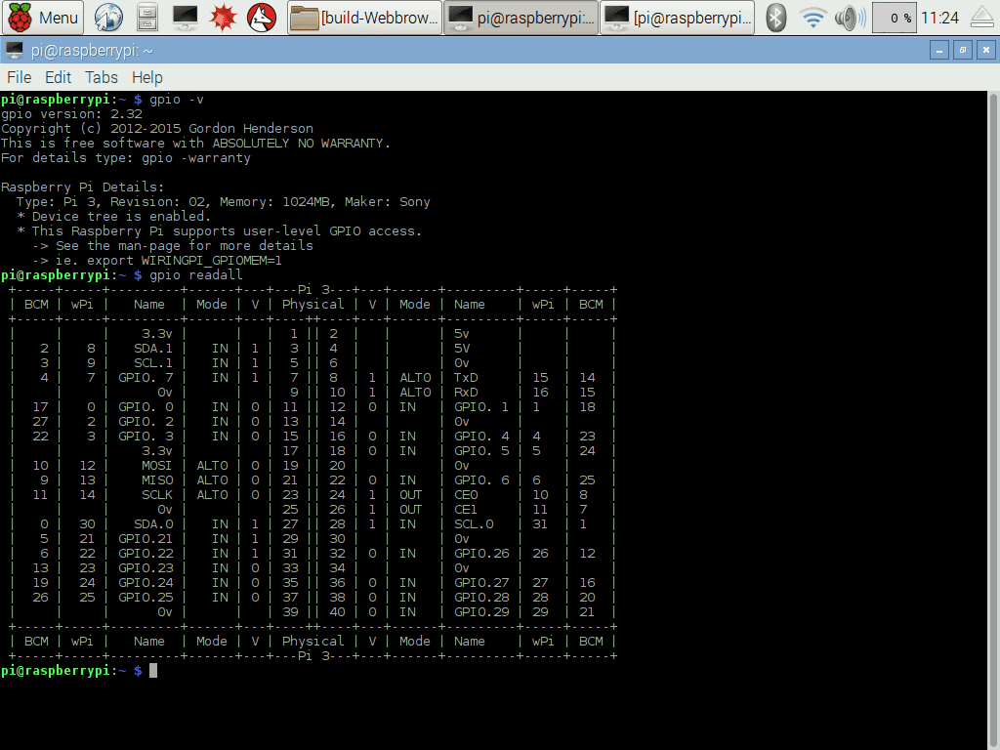 Menu [build-Webbrow... pi@raspberrypi:... [pi@raspberrypi... 0 % 11:24
pi@raspberrypi: ~
File Edit Tabs Help
pi@raspberrypi:~ $ gpio -v
gpio version: 2.32
Copyright (c) 2012-2015 Gordon Henderson
This is free software with ABSOLUTELY NO WARRANTY.
For details type: gpio -warranty
Raspberry Pi Details:
  Type: Pi 3, Revision: 02, Memory: 1024MB, Maker: Sony
  * Device tree is enabled.
  * This Raspberry Pi supports user-level GPIO access.
    -> See the man-page for more details
    -> ie. export WIRINGPI_GPIOMEM=1
pi@raspberrypi:~ $ gpio readall
 +-----+-----+---------+------+---+---Pi 3---+---+------+---------+-----+-----+
 | BCM | wPi |   Name  | Mode | V | Physical | V | Mode | Name    | wPi | BCM |
 +-----+-----+---------+------+---+----++----+---+------+---------+-----+-----+
 |     |     |    3.3v |      |   |  1 || 2  |   |      | 5v      |     |     |
 |   2 |   8 |   SDA.1 |   IN | 1 |  3 || 4  |   |      | 5V      |     |     |
 |   3 |   9 |   SCL.1 |   IN | 1 |  5 || 6  |   |      | 0v      |     |     |
 |   4 |   7 | GPIO. 7 |   IN | 1 |  7 || 8  | 1 | ALT0 | TxD     | 15  | 14  |
 |     |     |      0v |      |   |  9 || 10 | 1 | ALT0 | RxD     | 16  | 15  |
 |  17 |   0 | GPIO. 0 |   IN | 0 | 11 || 12 | 0 | IN   | GPIO. 1 | 1   | 18  |
 |  27 |   2 | GPIO. 2 |   IN | 0 | 13 || 14 |   |      | 0v      |     |     |
 |  22 |   3 | GPIO. 3 |   IN | 0 | 15 || 16 | 0 | IN   | GPIO. 4 | 4   | 23  |
 |     |     |    3.3v |      |   | 17 || 18 | 0 | IN   | GPIO. 5 | 5   | 24  |
 |  10 |  12 |    MOSI | ALT0 | 0 | 19 || 20 |   |      | 0v      |     |     |
 |   9 |  13 |    MISO | ALT0 | 0 | 21 || 22 | 0 | IN   | GPIO. 6 | 6   | 25  |
 |  11 |  14 |    SCLK | ALT0 | 0 | 23 || 24 | 1 | OUT  | CE0     | 10  | 8   |
 |     |     |      0v |      |   | 25 || 26 | 1 | OUT  | CE1     | 11  | 7   |
 |   0 |  30 |   SDA.0 |   IN | 1 | 27 || 28 | 1 | IN   | SCL.0   | 31  | 1   |
 |   5 |  21 | GPIO.21 |   IN | 1 | 29 || 30 |   |      | 0v      |     |     |
 |   6 |  22 | GPIO.22 |   IN | 1 | 31 || 32 | 0 | IN   | GPIO.26 | 26  | 12  |
 |  13 |  23 | GPIO.23 |   IN | 0 | 33 || 34 |   |      | 0v      |     |     |
 |  19 |  24 | GPIO.24 |   IN | 0 | 35 || 36 | 0 | IN   | GPIO.27 | 27  | 16  |
 |  26 |  25 | GPIO.25 |   IN | 0 | 37 || 38 | 0 | IN   | GPIO.28 | 28  | 20  |
 |     |     |      0v |      |   | 39 || 40 | 0 | IN   | GPIO.29 | 29  | 21  |
 +-----+-----+---------+------+---+----++----+---+------+---------+-----+-----+
 | BCM | wPi |   Name  | Mode | V | Physical | V | Mode | Name    | wPi | BCM |
 +-----+-----+---------+------+---+---Pi 3---+---+------+---------+-----+-----+
pi@raspberrypi:~ $